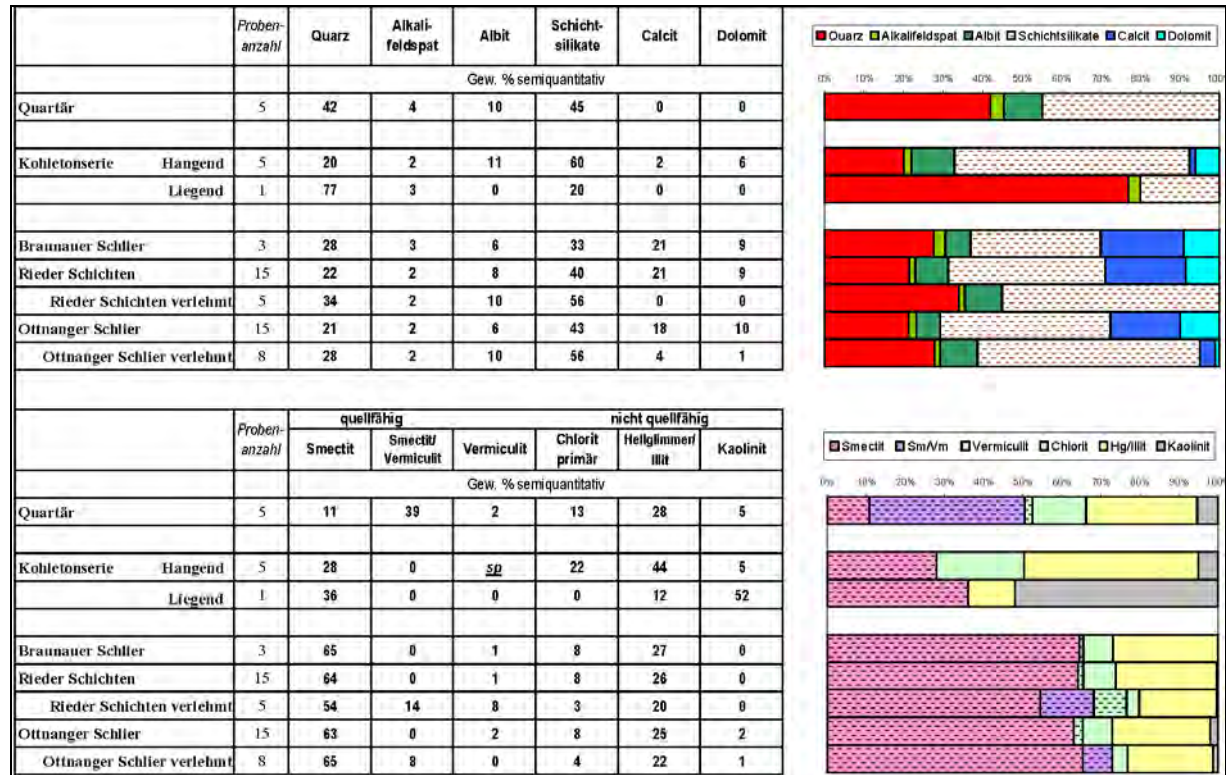 Proben-anzahl Quarz Alkali-feldspat Albit Schicht-silikate Calcit Dolomit
Gew. % semiquantitativ
Quartär 5 42 4 10 45 0 0
Kohletonserie Hangend 5 20 2 11 60 2 6
Liegend 1 77 3 0 20 0 0
Braunauer Schlier 3 28 3 6 33 21 9
Rieder Schichten 15 22 2 8 40 21 9
Rieder Schichten verlehmt 5 34 2 10 56 0 0
Ottnanger Schlier 15 21 2 6 43 18 10
Ottnanger Schlier verlehmt 8 28 2 10 56 4 1
Quarz Alkalifeldspat Albit Schichtsilikate Calcit Dolomit
0% 10% 20% 30% 40% 50% 60% 70% 80% 90% 100
quellfähig nicht quellfähig
Proben-anzahl Smectit Smectit/Vermiculit Vermiculit Chlorit primär Hellglimmer/Illit Kaolinit
Gew. % semiquantitativ
Quartär 5 11 39 2 13 28 5
Kohletonserie Hangend 5 28 0 sp 22 44 5
Liegend 1 36 0 0 0 12 52
Braunauer Schlier 3 65 0 1 8 27 0
Rieder Schichten 15 64 0 1 8 26 0
Rieder Schichten verlehmt 5 54 14 8 3 20 0
Ottnanger Schlier 15 63 0 2 8 25 2
Ottnanger Schlier verlehmt 8 65 8 0 4 22 1
Smectit Sm/Vm Vermiculit Chlorit Hg/Illit Kaolinit
0% 10% 20% 30% 40% 50% 60% 70% 80% 90% 100